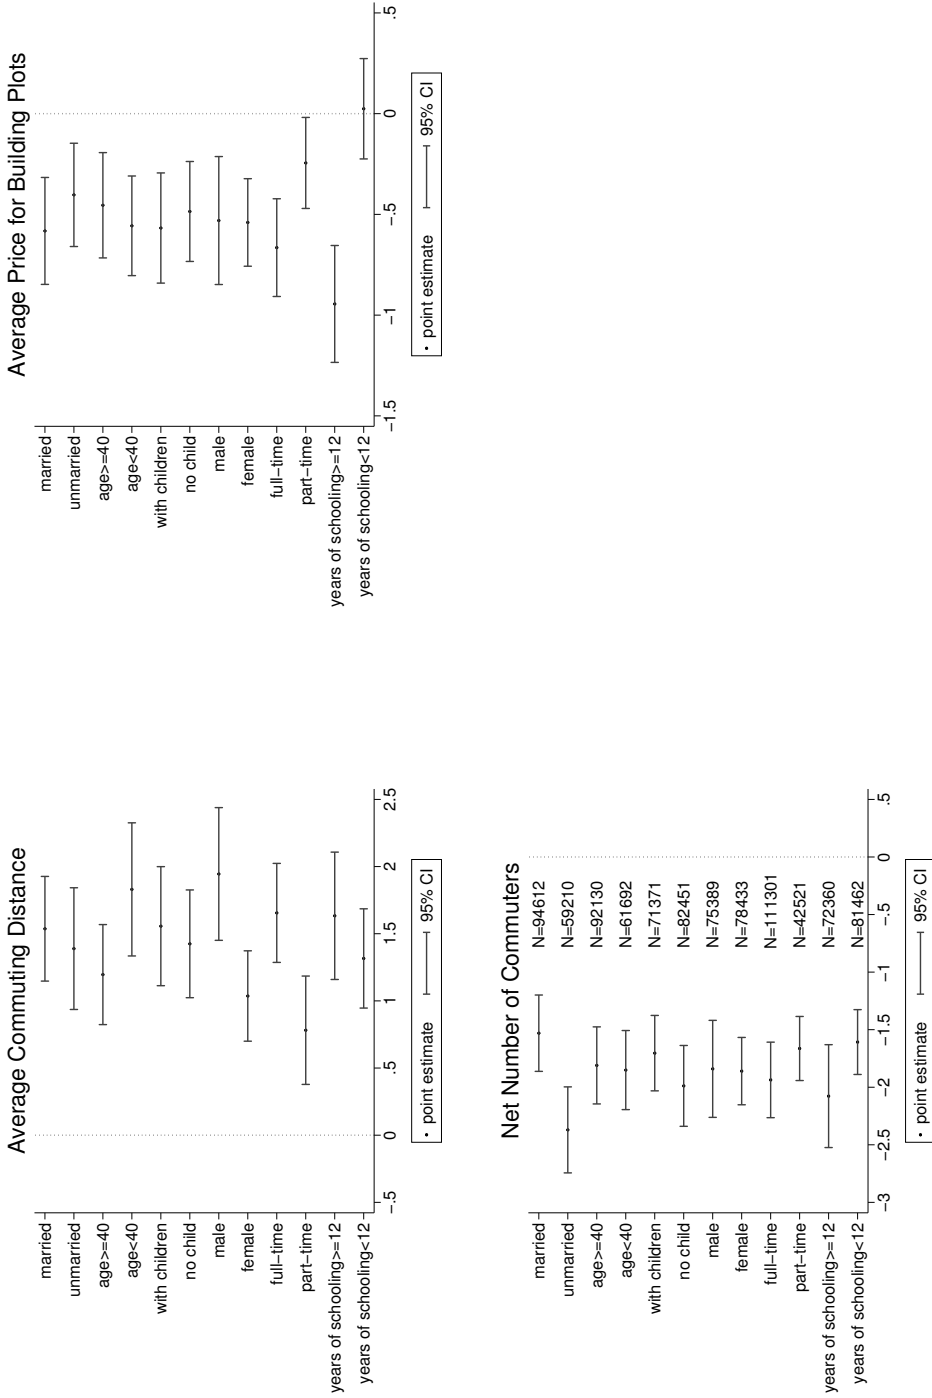 Average Commuting Distance
married
unmarried
age>=40
age<40
with children
no child
male
female
full−time
part−time
years of schooling>=12
years of schooling<12
−.5 0 .5 1 1.5 2 2.5
point estimate 95% CI
Average Price for Building Plots
married
unmarried
age>=40
age<40
with children
no child
male
female
full−time
part−time
years of schooling>=12
years of schooling<12
−1.5 −1 −.5 0 .5
point estimate 95% CI
Net Number of Commuters
married N=94612
unmarried N=59210
age>=40 N=92130
age<40 N=61692
with children N=71371
no child N=82451
male N=75389
female N=78433
full−time N=111301
part−time N=42521
years of schooling>=12 N=72360
years of schooling<12 N=81462
−3 −2.5 −2 −1.5 −1 −.5 0 .5
point estimate 95% CI